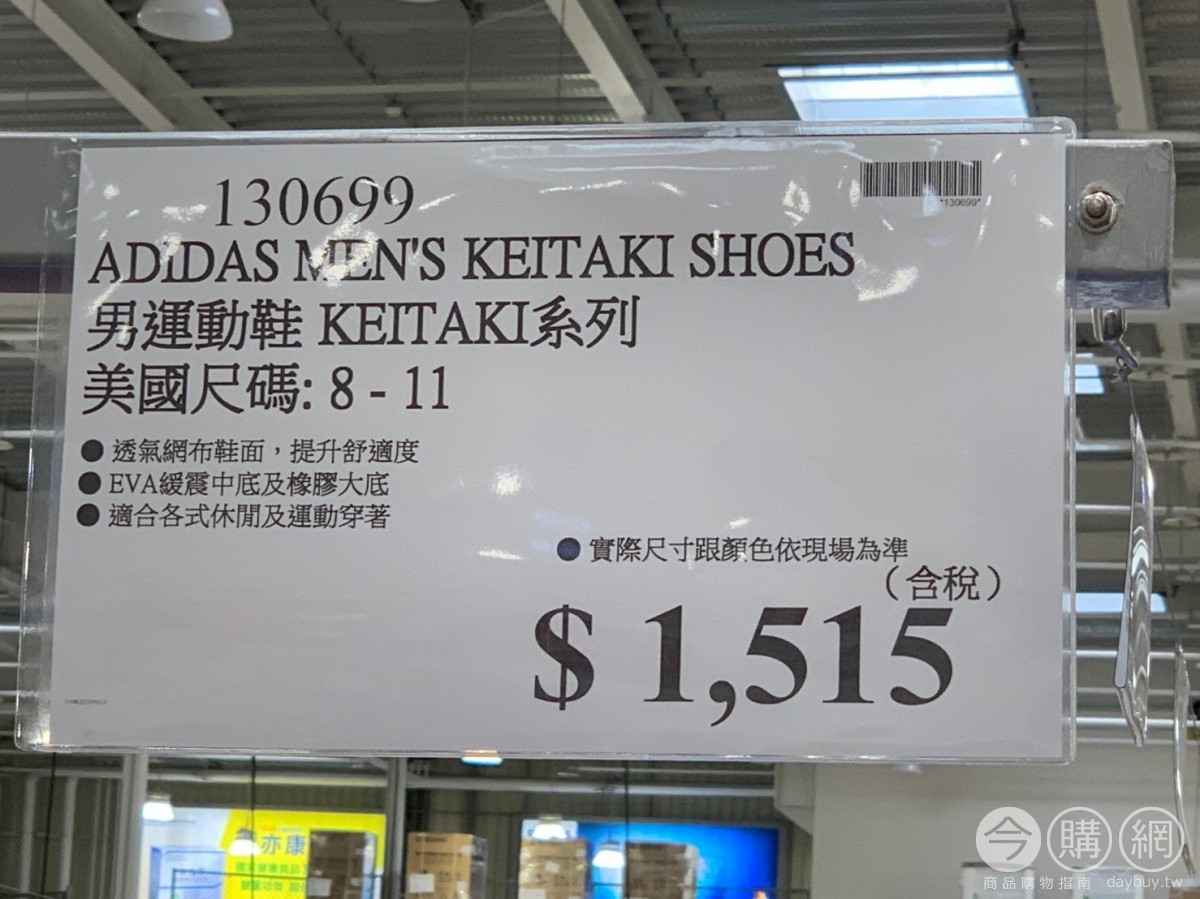 130699
*130699*
ADIDAS MEN'S KEITAKI SHOES
男運動鞋 KEITAKI系列
美國尺碼: 8 - 11
● 透氣網布鞋面，提升舒適度
● EVA緩震中底及橡膠大底
● 適合各式休閒及運動穿著
● 實際尺寸跟顏色依現場為準
（含稅）
$ 1,515
亦康
今購網
商品購物指南 daybuy.tw